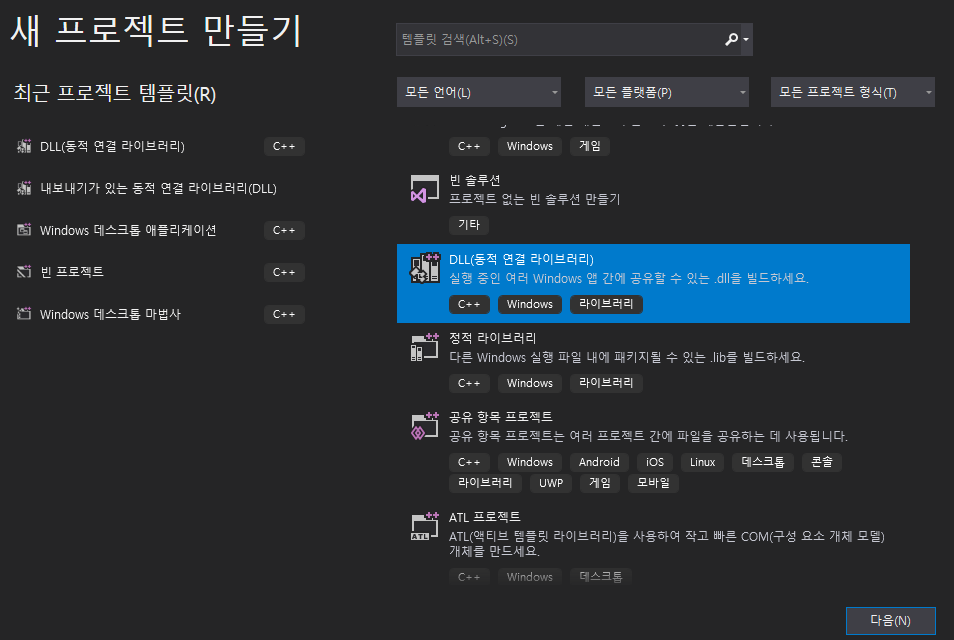 새 프로젝트 만들기
템플릿 검색(Alt+S)(S)
최근 프로젝트 템플릿(R)
모든 언어(L)
모든 플랫폼(P)
모든 프로젝트 형식(T)
DLL(동적 연결 라이브러리)
C++
내보내기가 있는 동적 연결 라이브러리(DLL)
Windows 데스크톱 애플리케이션
C++
빈 프로젝트
C++
Windows 데스크톱 마법사
C++
C++ Windows 게임
빈 솔루션
프로젝트 없는 빈 솔루션 만들기
기타
DLL(동적 연결 라이브러리)
실행 중인 여러 Windows 앱 간에 공유할 수 있는 .dll을 빌드하세요.
C++ Windows 라이브러리
정적 라이브러리
다른 Windows 실행 파일 내에 패키지될 수 있는 .lib를 빌드하세요.
C++ Windows 라이브러리
공유 항목 프로젝트
공유 항목 프로젝트는 여러 프로젝트 간에 파일을 공유하는 데 사용됩니다.
C++ Windows Android iOS Linux 데스크톱 콘솔
라이브러리 UWP 게임 모바일
ATL 프로젝트
ATL(액티브 템플릿 라이브러리)을 사용하여 작고 빠른 COM(구성 요소 개체 모델)
개체를 만드세요.
ATL
C++ Windows 데스크톱
다음(N)